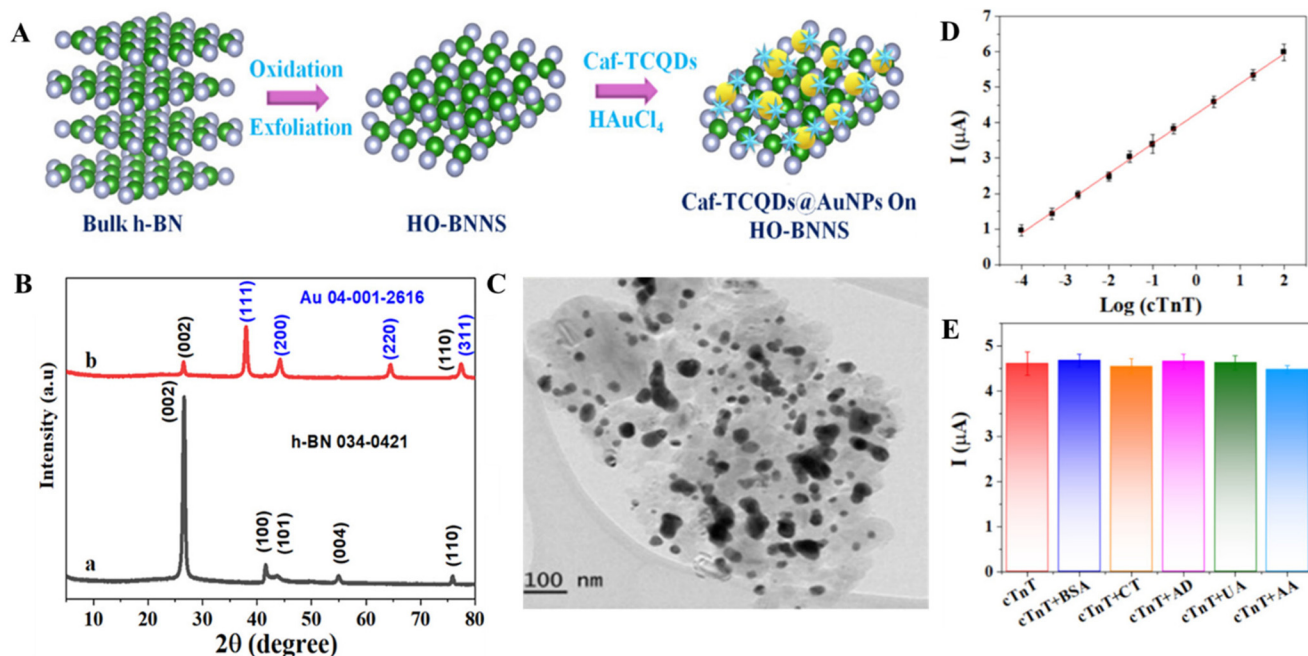 A
Oxidation
Exfoliation
Caf-TCQDs
HAuCl4
Bulk h-BN
HO-BNNS
Caf-TCQDs@AuNPs On
HO-BNNS
B
Au 04-001-2616
(111)
(200)
(220)
(110)
(311)
(002)
b
(002)
h-BN 034-0421
(100)
(101)
(004)
(110)
a
Intensity (a.u)
10 20 30 40 50 60 70 80
2θ (degree)
C
100 nm
D
I (μA)
7
6
5
4
3
2
1
0
-4 -3 -2 -1 0 1 2
Log (cTnT)
E
I (μA)
5
4
3
2
1
0
cTnT
cTnT+BSA
cTnT+CT
cTnT+AD
cTnT+UA
cTnT+AA